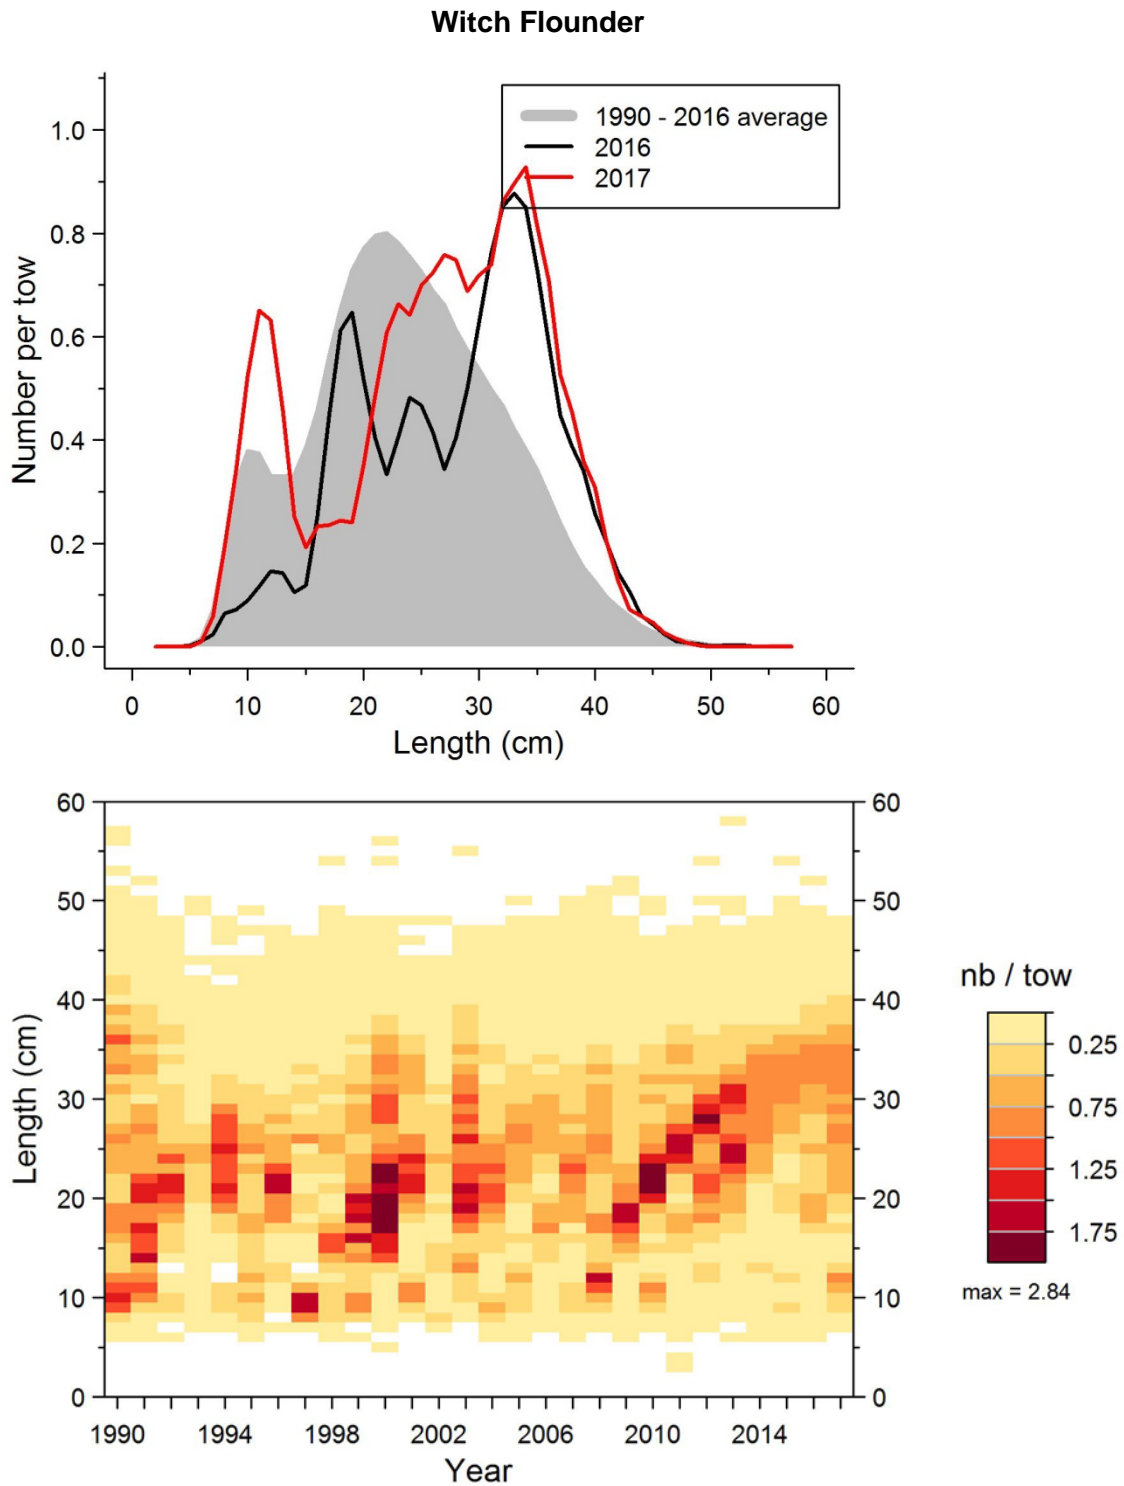 Witch Flounder
1990 - 2016 average
2016
2017
1.0
0.8
0.6
0.4
0.2
0.0
Number per tow
0 10 20 30 40 50 60
Length (cm)
60 60
50 50
40 40
30 30
20 20
10 10
0 0
Length (cm)
1990 1994 1998 2002 2006 2010 2014
Year
nb / tow
0.25
0.75
1.25
1.75
max = 2.84